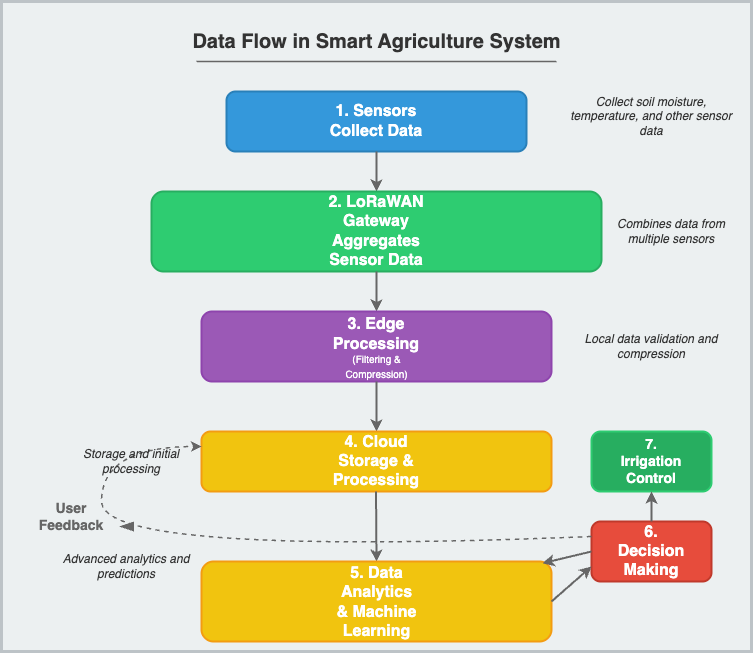 Data Flow in Smart Agriculture System
1. Sensors
Collect Data
Collect soil moisture,
temperature, and other sensor
data
2. LoRaWAN
Gateway
Aggregates
Sensor Data
Combines data from
multiple sensors
3. Edge
Processing
(Filtering &
Compression)
Local data validation and
compression
4. Cloud
Storage &
Processing
Storage and initial
processing
7.
Irrigation
Control
User
Feedback
6.
Decision
Making
Advanced analytics and
predictions
5. Data
Analytics
& Machine
Learning